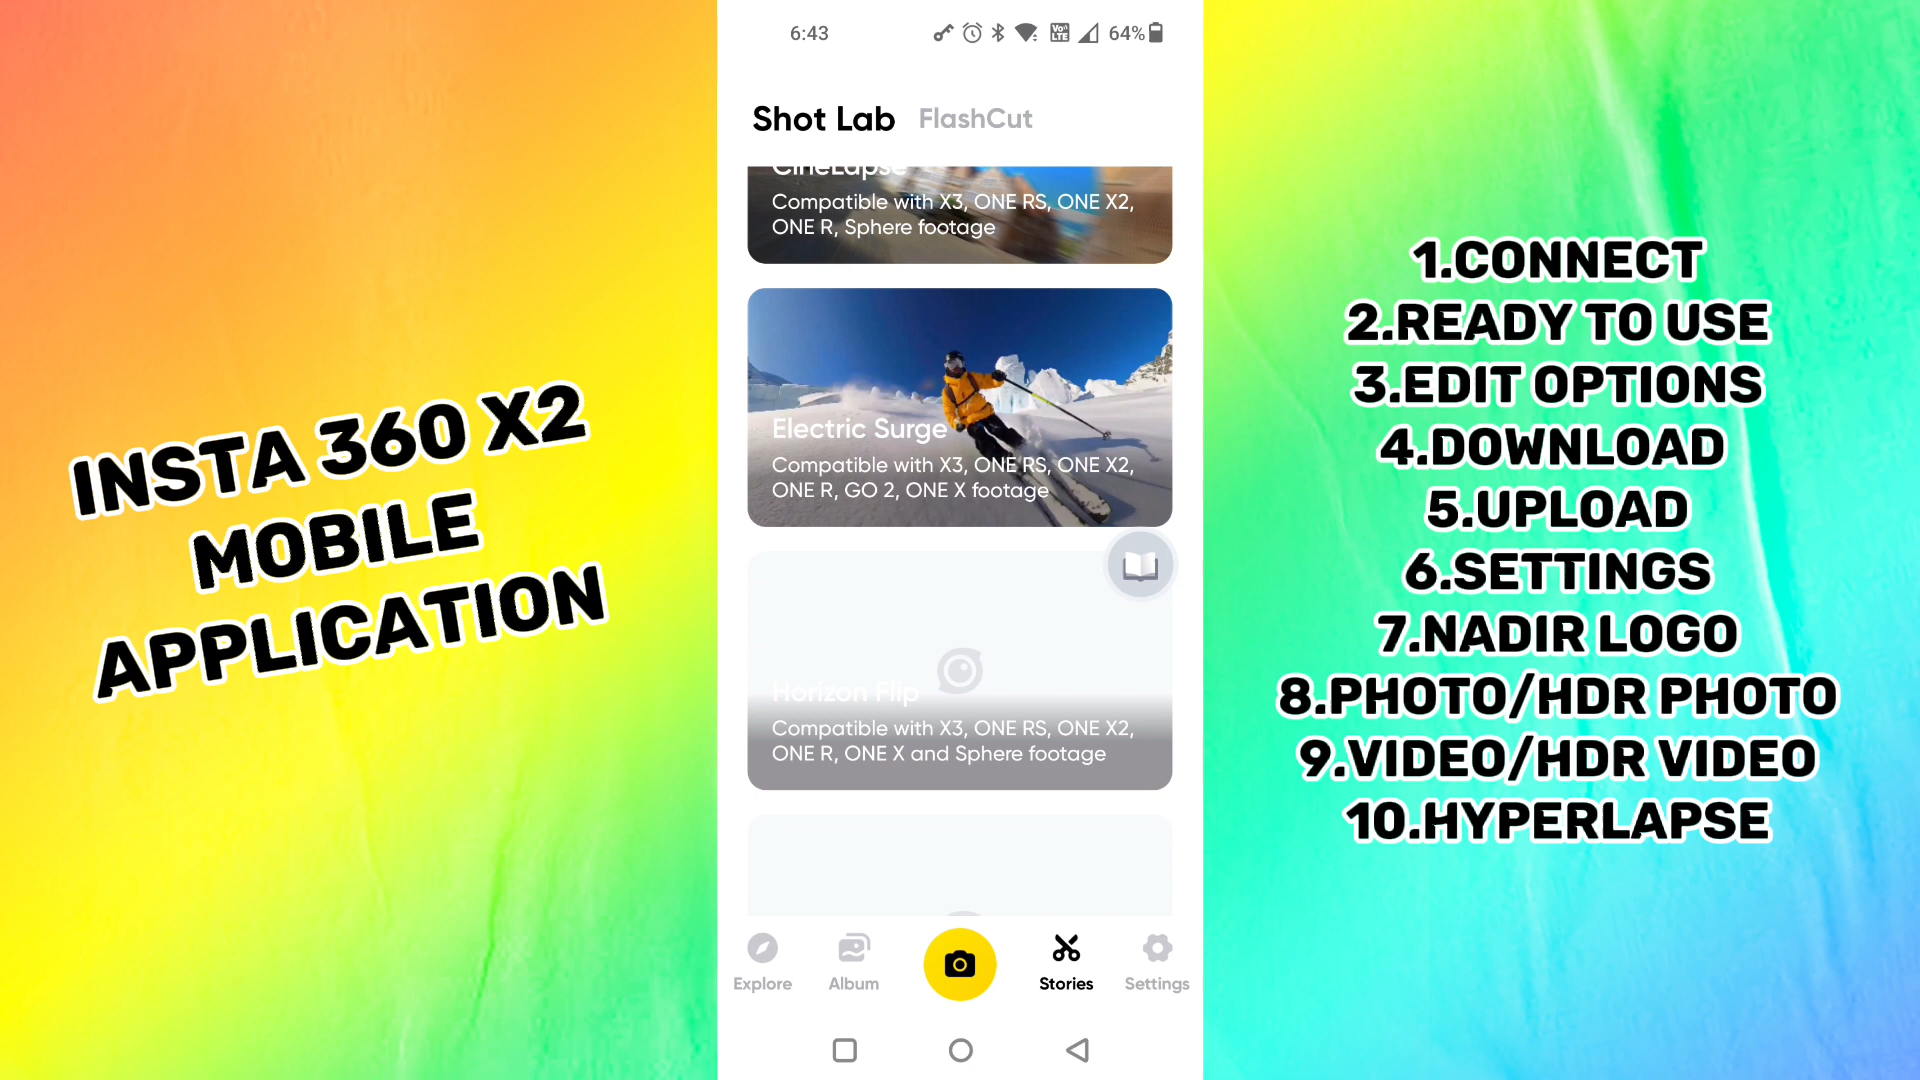 INSTA 360 X2
MOBILE
APPLICATION
6:43
Vo))
LTE
64%
Shot Lab
FlashCut
CineLapse
Compatible with X3, ONE RS, ONE X2,
ONE R, Sphere footage
Electric Surge
Compatible with X3, ONE RS, ONE X2,
ONE R, GO 2, ONE X footage
Horizon Flip
Compatible with X3, ONE RS, ONE X2,
ONE R, ONE X and Sphere footage
Explore
Album
Stories
Settings
1.CONNECT
2.READY TO USE
3.EDIT OPTIONS
4.DOWNLOAD
5.UPLOAD
6.SETTINGS
7.NADIR LOGO
8.PHOTO/HDR PHOTO
9.VIDEO/HDR VIDEO
10.HYPERLAPSE